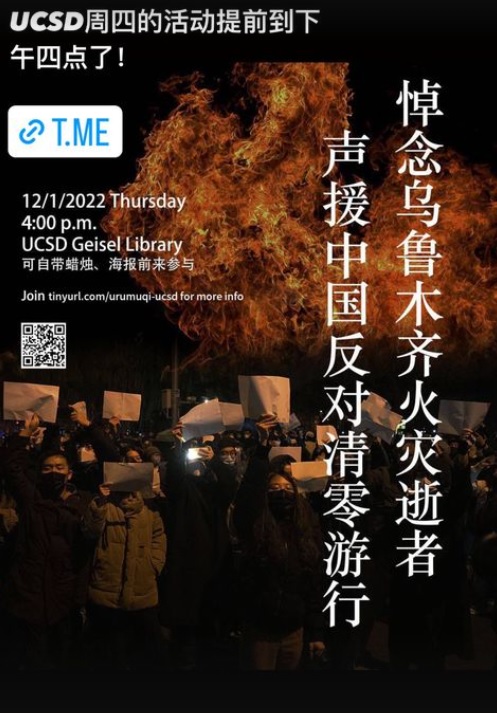 UCSD周四的活动提前到下
午四点了！
T.ME
12/1/2022 Thursday
4:00 p.m.
UCSD Geisel Library
可自带蜡烛、海报前来参与
Join tinyurl.com/urumuqi-ucsd for more info
悼念乌鲁木齐火灾逝者
声援中国反对清零游行